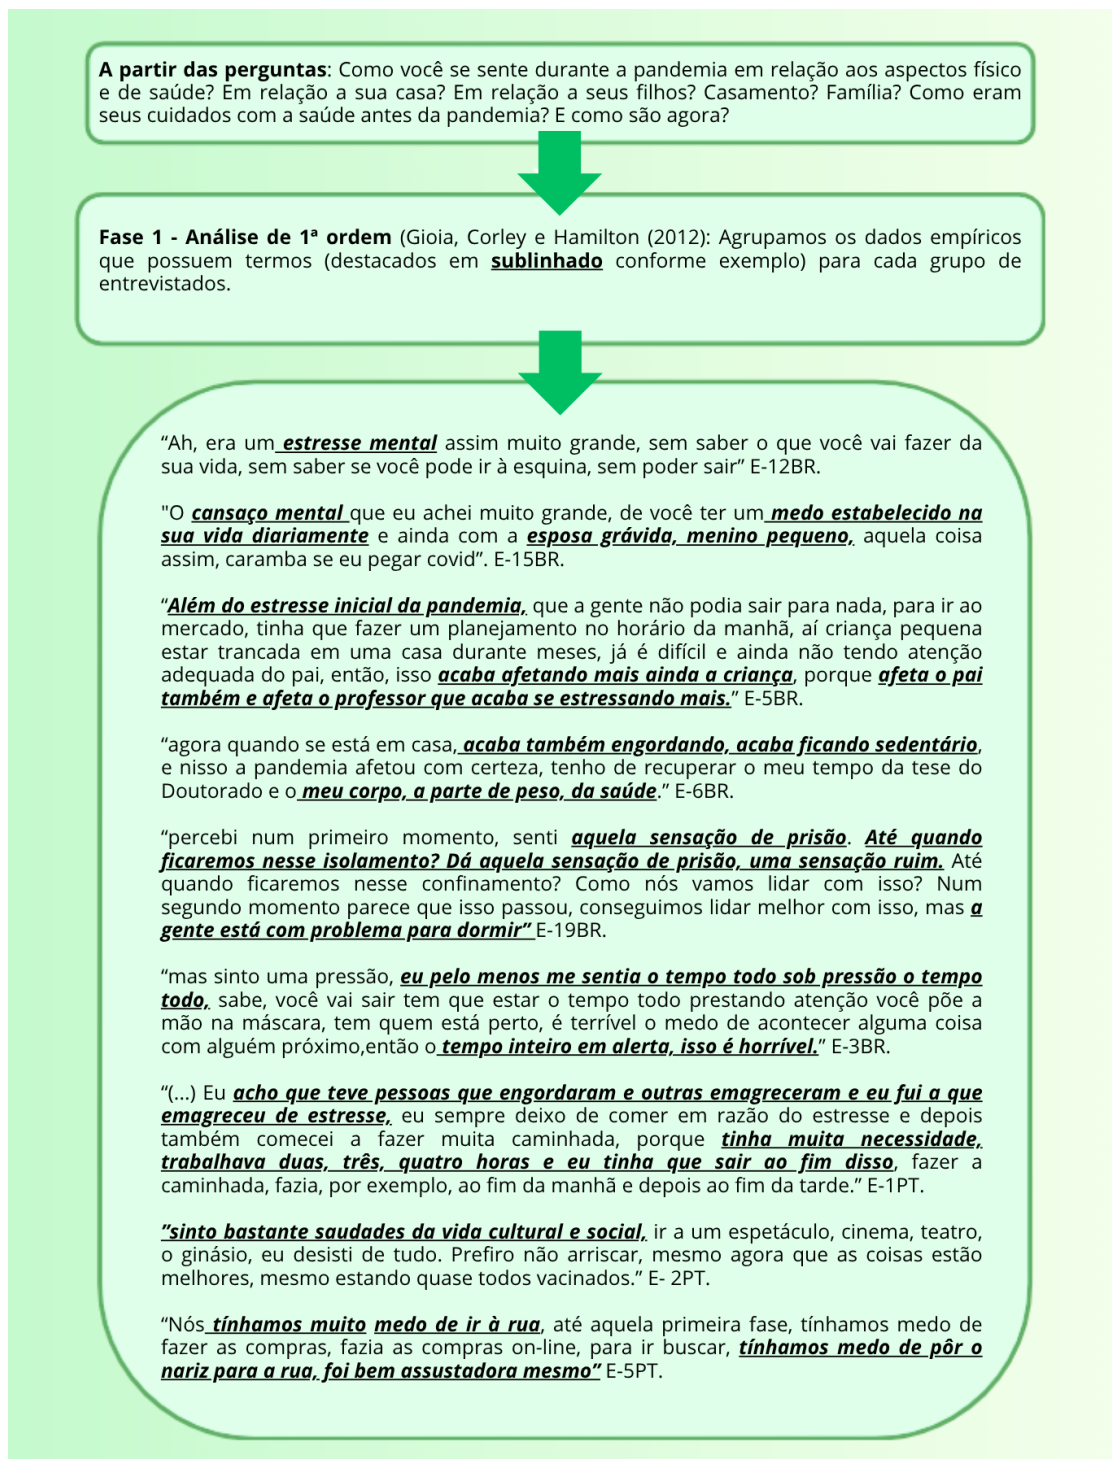 A partir das perguntas: Como você se sente durante a pandemia em relação aos aspectos físico
e de saúde? Em relação a sua casa? Em relação a seus filhos? Casamento? Família? Como eram
seus cuidados com a saúde antes da pandemia? E como são agora?
Fase 1 - Análise de 1ª ordem (Gioia, Corley e Hamilton (2012): Agrupamos os dados empíricos
que possuem termos (destacados em sublinhado conforme exemplo) para cada grupo de
entrevistados.
“Ah, era um estresse mental assim muito grande, sem saber o que você vai fazer da
sua vida, sem saber se você pode ir à esquina, sem poder sair” E-12BR.
"O cansaço mental que eu achei muito grande, de você ter um medo estabelecido na
sua vida diariamente e ainda com a esposa grávida, menino pequeno, aquela coisa
assim, caramba se eu pegar covid”. E-15BR.
“Além do estresse inicial da pandemia, que a gente não podia sair para nada, para ir ao
mercado, tinha que fazer um planejamento no horário da manhã, aí criança pequena
estar trancada em uma casa durante meses, já é difícil e ainda não tendo atenção
adequada do pai, então, isso acaba afetando mais ainda a criança, porque afeta o pai
também e afeta o professor que acaba se estressando mais.” E-5BR.
“agora quando se está em casa, acaba também engordando, acaba ficando sedentário,
e nisso a pandemia afetou com certeza, tenho de recuperar o meu tempo da tese do
Doutorado e o meu corpo, a parte de peso, da saúde.” E-6BR.
“percebi num primeiro momento, senti aquela sensação de prisão. Até quando
ficaremos nesse isolamento? Dá aquela sensação de prisão, uma sensação ruim. Até
quando ficaremos nesse confinamento? Como nós vamos lidar com isso? Num
segundo momento parece que isso passou, conseguimos lidar melhor com isso, mas a
gente está com problema para dormir” E-19BR.
“mas sinto uma pressão, eu pelo menos me sentia o tempo todo sob pressão o tempo
todo, sabe, você vai sair tem que estar o tempo todo prestando atenção você põe a
mão na máscara, tem quem está perto, é terrível o medo de acontecer alguma coisa
com alguém próximo,então o tempo inteiro em alerta, isso é horrível.” E-3BR.
“(...) Eu acho que teve pessoas que engordaram e outras emagreceram e eu fui a que
emagreceu de estresse, eu sempre deixo de comer em razão do estresse e depois
também comecei a fazer muita caminhada, porque tinha muita necessidade,
trabalhava duas, três, quatro horas e eu tinha que sair ao fim disso, fazer a
caminhada, fazia, por exemplo, ao fim da manhã e depois ao fim da tarde.” E-1PT.
”sinto bastante saudades da vida cultural e social, ir a um espetáculo, cinema, teatro,
o ginásio, eu desisti de tudo. Prefiro não arriscar, mesmo agora que as coisas estão
melhores, mesmo estando quase todos vacinados.” E- 2PT.
“Nós tínhamos muito medo de ir à rua, até aquela primeira fase, tínhamos medo de
fazer as compras, fazia as compras on-line, para ir buscar, tínhamos medo de pôr o
nariz para a rua, foi bem assustadora mesmo” E-5PT.